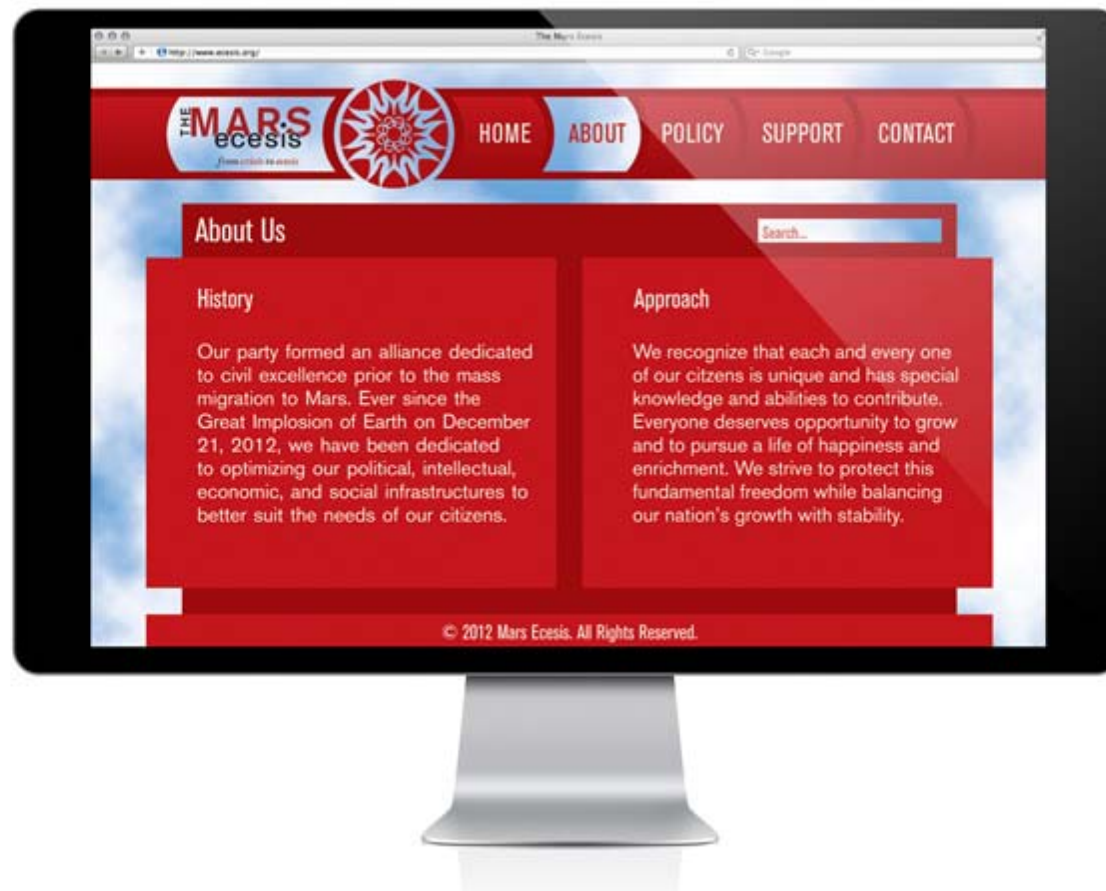 The Mars Ecesis
http://www.ecesis.org/
Google
THE MARS
ecesis
from crisis to ecesis
HOME ABOUT POLICY SUPPORT CONTACT
About Us
Search...
History
Our party formed an alliance dedicated
to civil excellence prior to the mass
migration to Mars. Ever since the
Great Implosion of Earth on December
21, 2012, we have been dedicated
to optimizing our political, intellectual,
economic, and social infrastructures to
better suit the needs of our citizens.
Approach
We recognize that each and every one
of our citzens is unique and has special
knowledge and abilities to contribute.
Everyone deserves opportunity to grow
and to pursue a life of happiness and
enrichment. We strive to protect this
fundamental freedom while balancing
our nation's growth with stability.
© 2012 Mars Ecesis. All Rights Reserved.